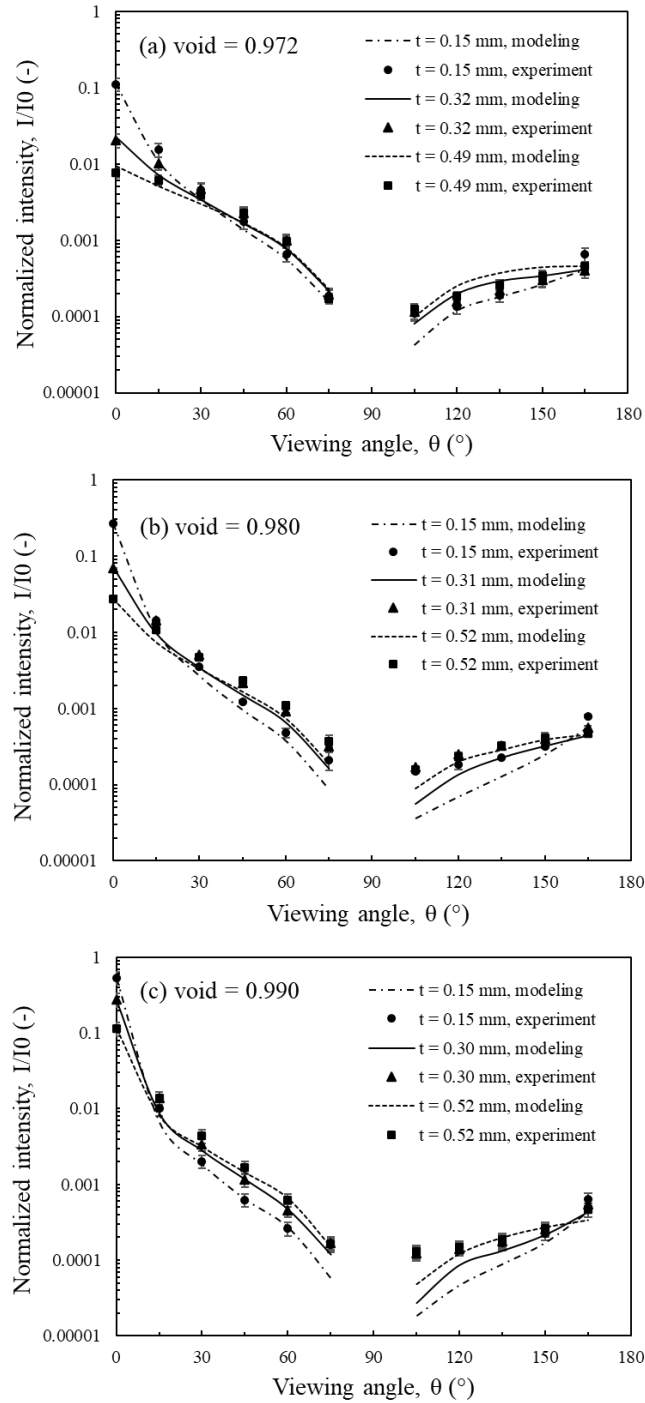 1
0.1
0.01
0.001
0.0001
0.00001
Normalized intensity, I/I0 (-)
(a) void = 0.972
t = 0.15 mm, modeling
t = 0.15 mm, experiment
t = 0.32 mm, modeling
t = 0.32 mm, experiment
t = 0.49 mm, modeling
t = 0.49 mm, experiment
0 30 60 90 120 150 180
Viewing angle, θ (°)
1
0.1
0.01
0.001
0.0001
0.00001
Normalized intensity, I/I0 (-)
(b) void = 0.980
t = 0.15 mm, modeling
t = 0.15 mm, experiment
t = 0.31 mm, modeling
t = 0.31 mm, experiment
t = 0.52 mm, modeling
t = 0.52 mm, experiment
0 30 60 90 120 150 180
Viewing angle, θ (°)
1
0.1
0.01
0.001
0.0001
0.00001
Normalized intensity, I/I0 (-)
(c) void = 0.990
t = 0.15 mm, modeling
t = 0.15 mm, experiment
t = 0.30 mm, modeling
t = 0.30 mm, experiment
t = 0.52 mm, modeling
t = 0.52 mm, experiment
0 30 60 90 120 150 180
Viewing angle, θ (°)